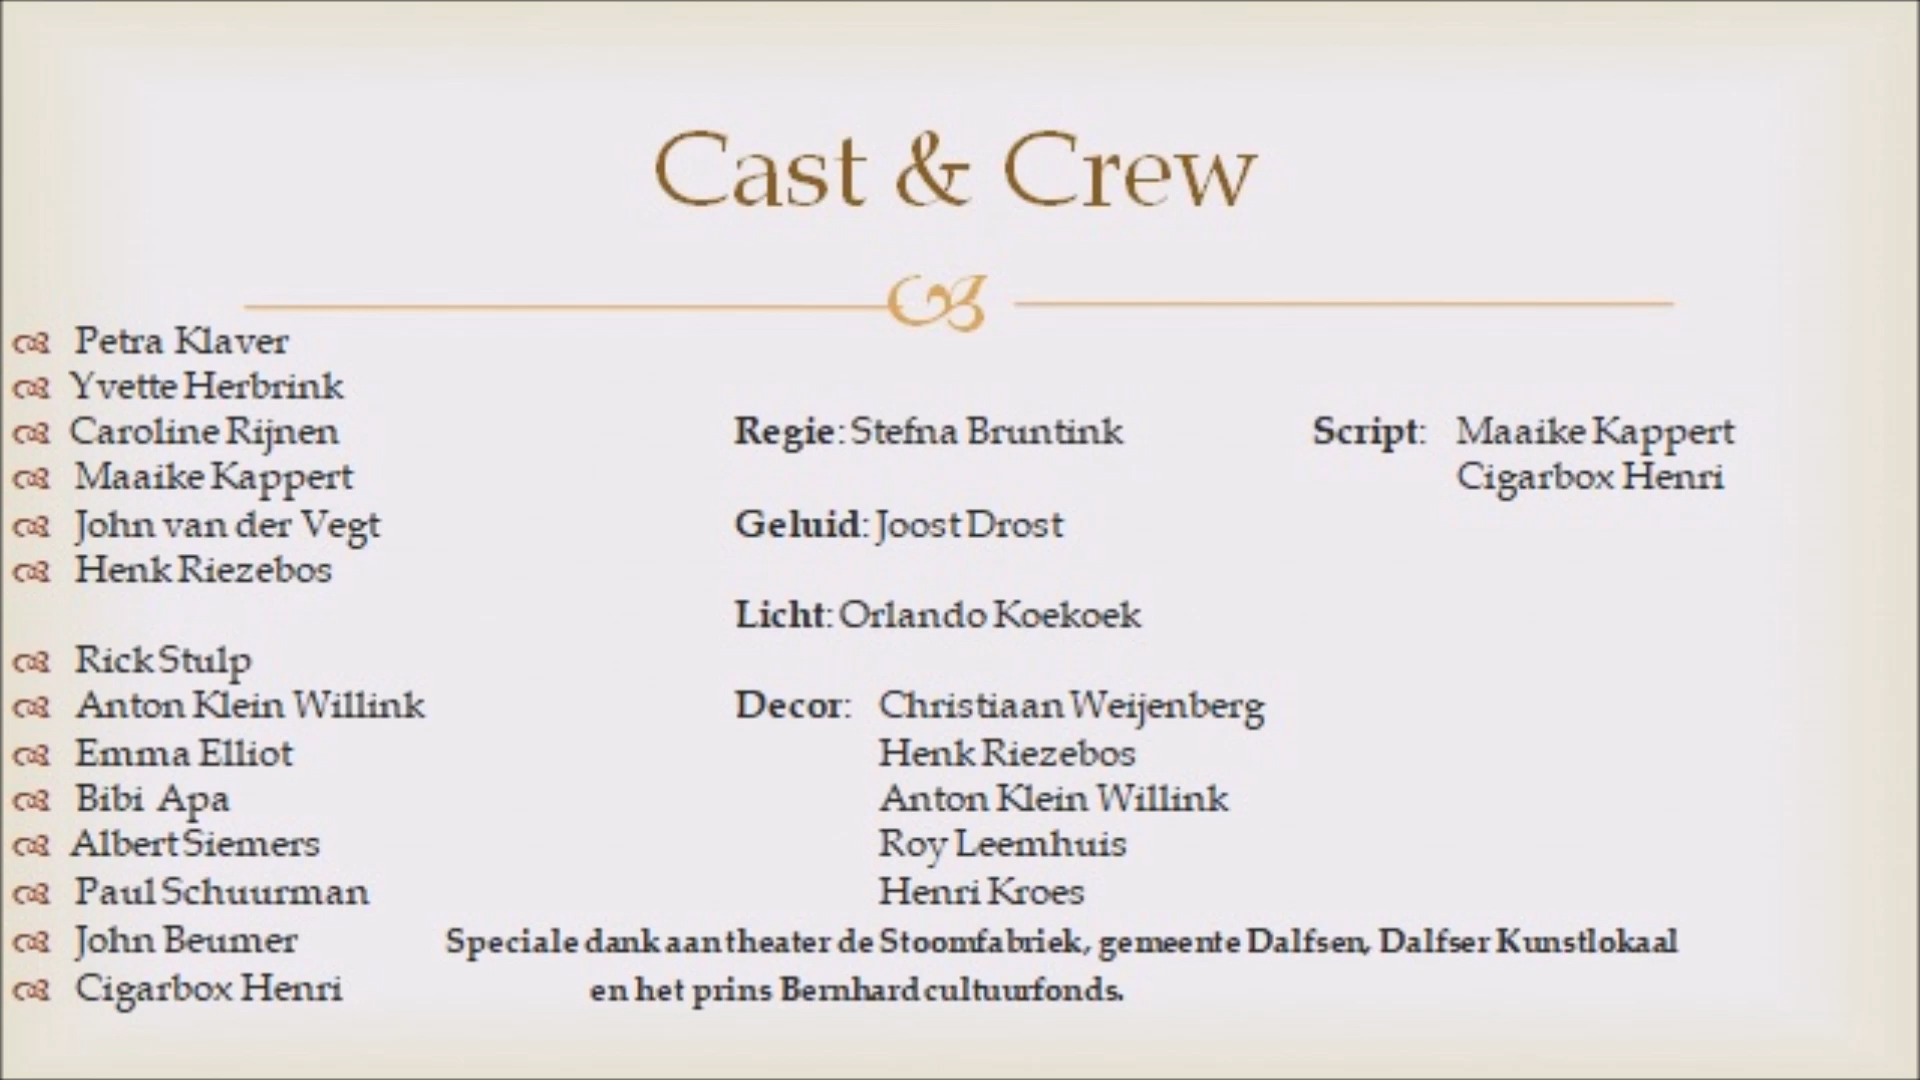 Cast & Crew
Petra Klaver
Yvette Herbrink
Caroline Rijnen
Maaike Kappert
John van der Vegt
Henk Riezebos
Rick Stulp
Anton Klein Willink
Emma Elliot
Bibi Apa
Albert Siemers
Paul Schuurman
John Beumer
Cigarbox Henri
Regie: Stefna Bruntink
Geluid: Joost Drost
Licht: Orlando Koekoek
Decor: Christiaan Weijenberg
Henk Riezebos
Anton Klein Willink
Roy Leemhuis
Henri Kroes
Script: Maaike Kappert
Cigarbox Henri
Speciale dank aan theater de Stoomfabriek, gemeente Dalfsen, Dalfser Kunstlokaal
en het prins Bernhard cultuurfonds.